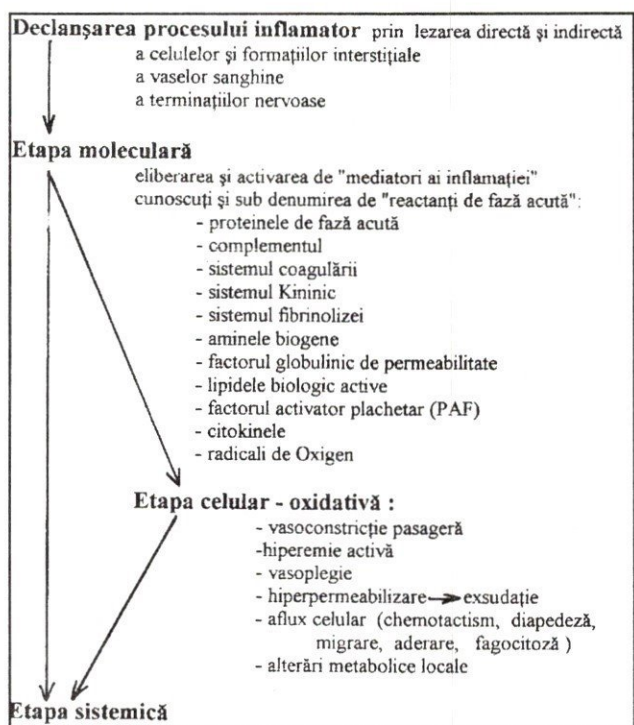 Declanşarea procesului inflamator prin lezarea directă şi indirectă
a celulelor şi formaţiilor interstiţiale
a vaselor sanghine
a terminaţiilor nervoase
Etapa moleculară
eliberarea şi activarea de "mediatori ai inflamaţiei"
cunoscuţi şi sub denumirea de "reactanţi de fază acută":
- proteinele de fază acută
- complementul
- sistemul coagulării
- sistemul Kininic
- sistemul fibrinolizei
- aminele biogene
- factorul globulinic de permeabilitate
- lipidele biologic active
- factorul activator plachetar (PAF)
- citokinele
- radicali de Oxigen
Etapa celular - oxidativă :
- vasoconstricţie pasageră
-hiperemie activă
- vasoplegie
- hiperpermeabilizare → exsudaţie
- aflux celular (chemotactism, diapedeză,
migrare, aderare, fagocitoză )
- alterări metabolice locale
Etapa sistemică